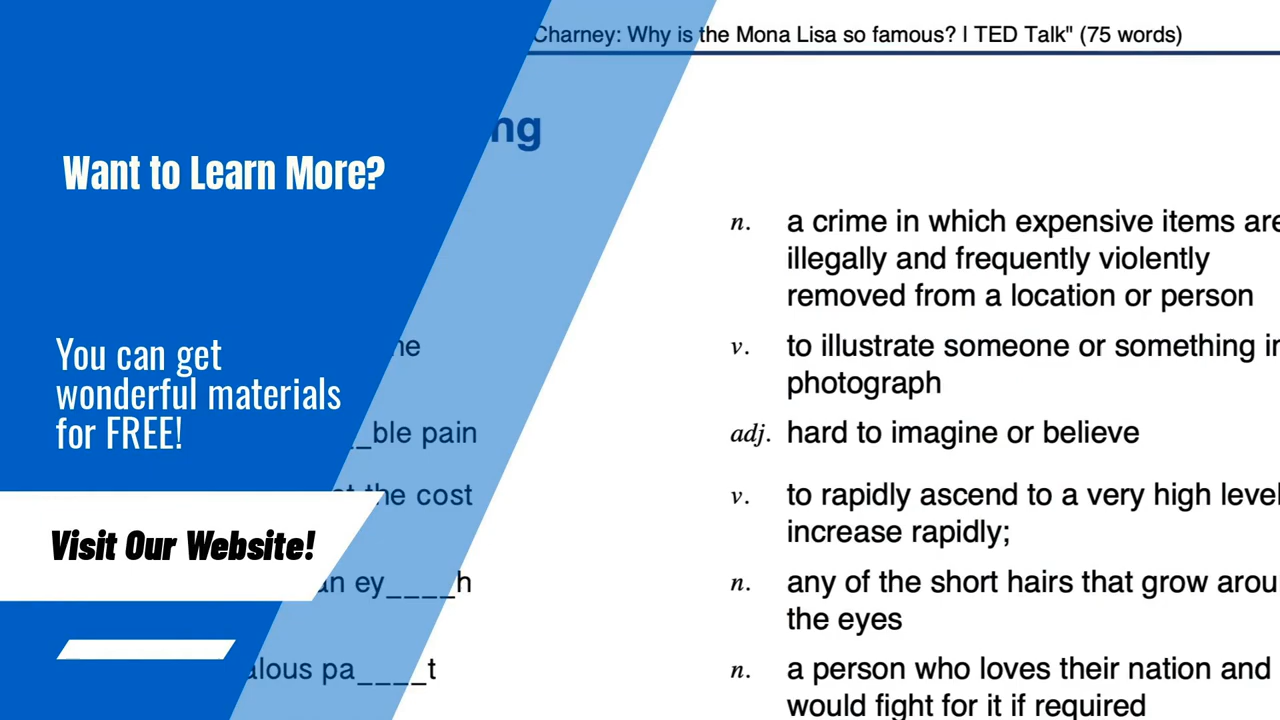 Charney: Why is the Mona Lisa so famous? | TED Talk" (75 words)
ng
Want to Learn More?
You can get
wonderful materials
for FREE!
Visit Our Website!
ne
_ble pain
the cost
an ey____h
alous pa____t
n. a crime in which expensive items are
illegally and frequently violently
removed from a location or person
v. to illustrate someone or something in
photograph
adj. hard to imagine or believe
v. to rapidly ascend to a very high level
increase rapidly;
n. any of the short hairs that grow arou
the eyes
n. a person who loves their nation and
would fight for it if required